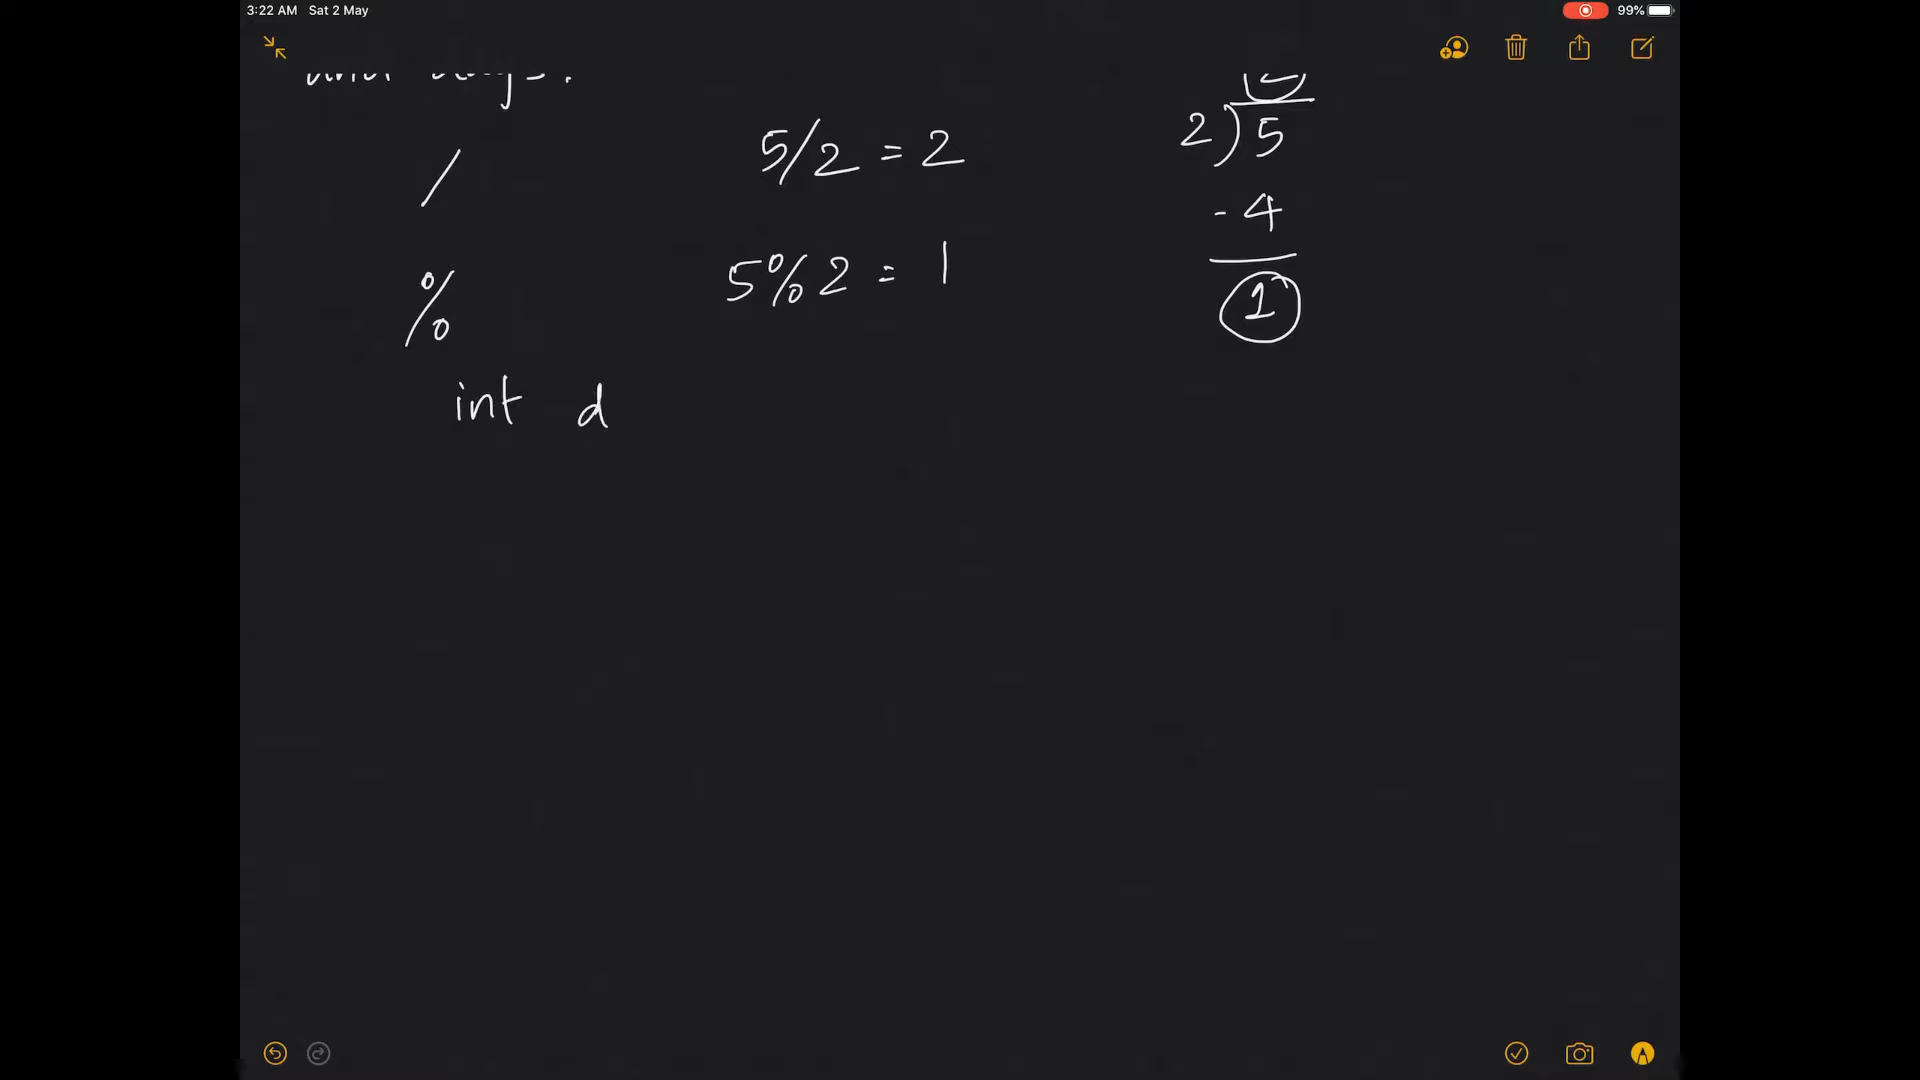 3:22 AM Sat 2 May
99%
/
5/2 = 2
2) 5
- 4
1
%
5%2 = 1
int d